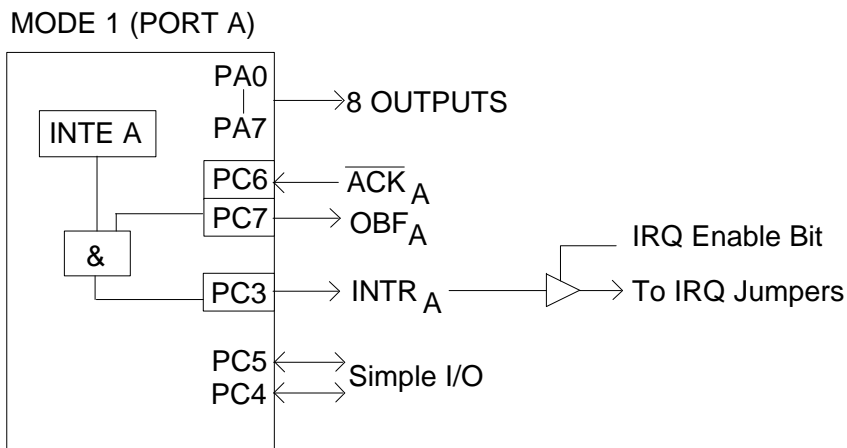 MODE 1 (PORT A)
PA0
8 OUTPUTS
PA7
INTE A
PC6
ACK A
PC7
OBF A
IRQ Enable Bit
&
PC3
INTR A
To IRQ Jumpers
PC5
Simple I/O
PC4